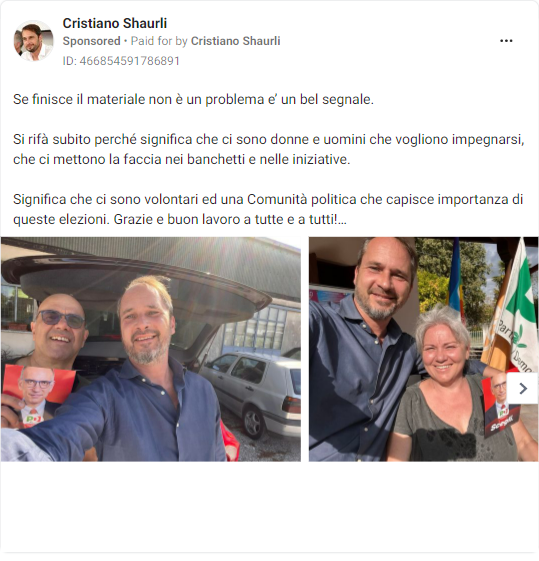 Cristiano Shaurli
Sponsored • Paid for by Cristiano Shaurli
ID: 466854591786891
Se finisce il materiale non è un problema e' un bel segnale.
Si rifà subito perché significa che ci sono donne e uomini che vogliono impegnarsi,
che ci mettono la faccia nei banchetti e nelle iniziative.
Significa che ci sono volontari ed una Comunità politica che capisce importanza di
queste elezioni. Grazie e buon lavoro a tutte e a tutti!...
Scegli